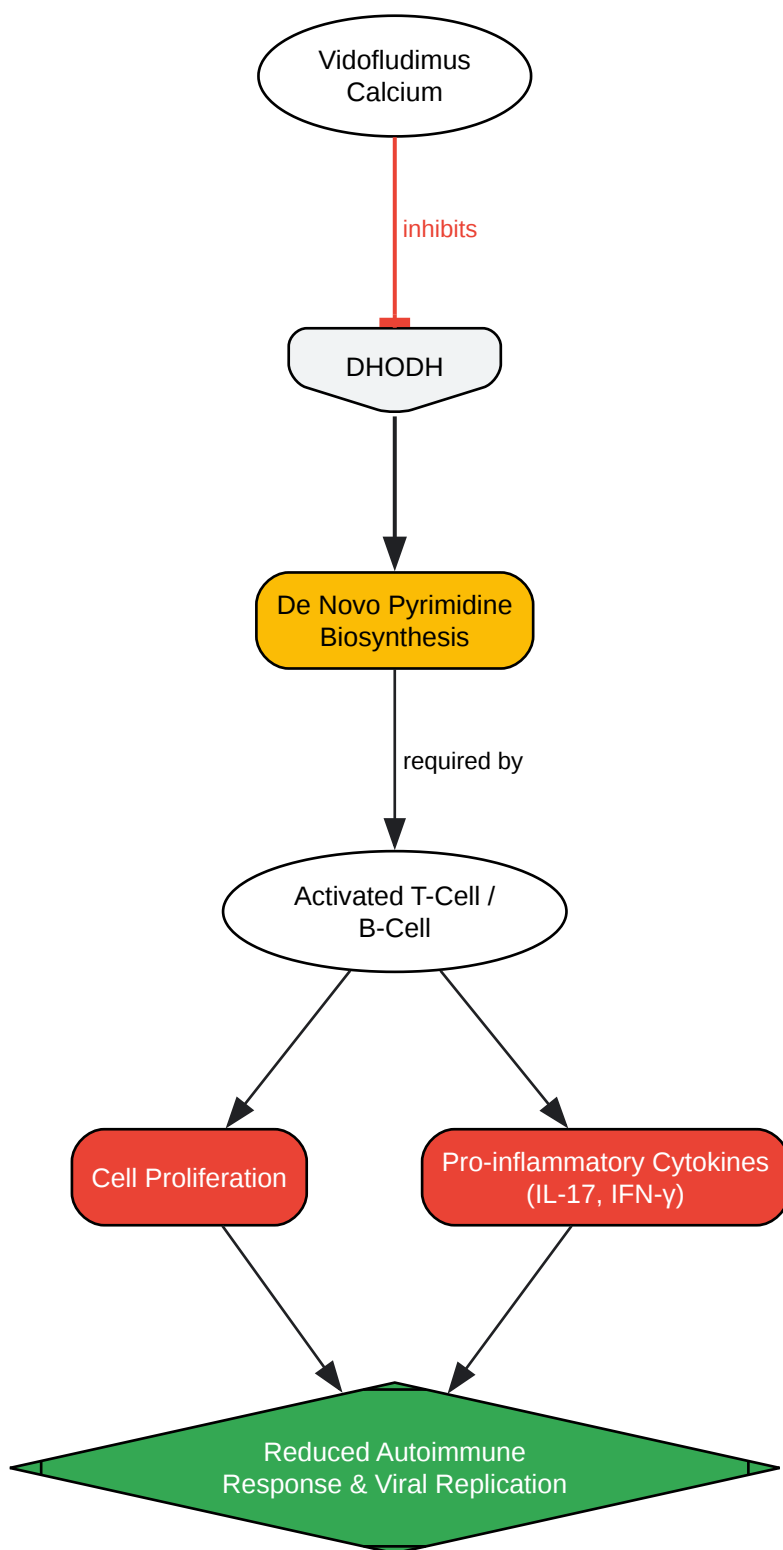 Vidofludimus
Calcium
inhibits
DHODH
De Novo Pyrimidine
Biosynthesis
required by
Activated T-Cell /
B-Cell
Cell Proliferation
Pro-inflammatory Cytokines
(IL-17, IFN-γ)
Reduced Autoimmune
Response & Viral Replication